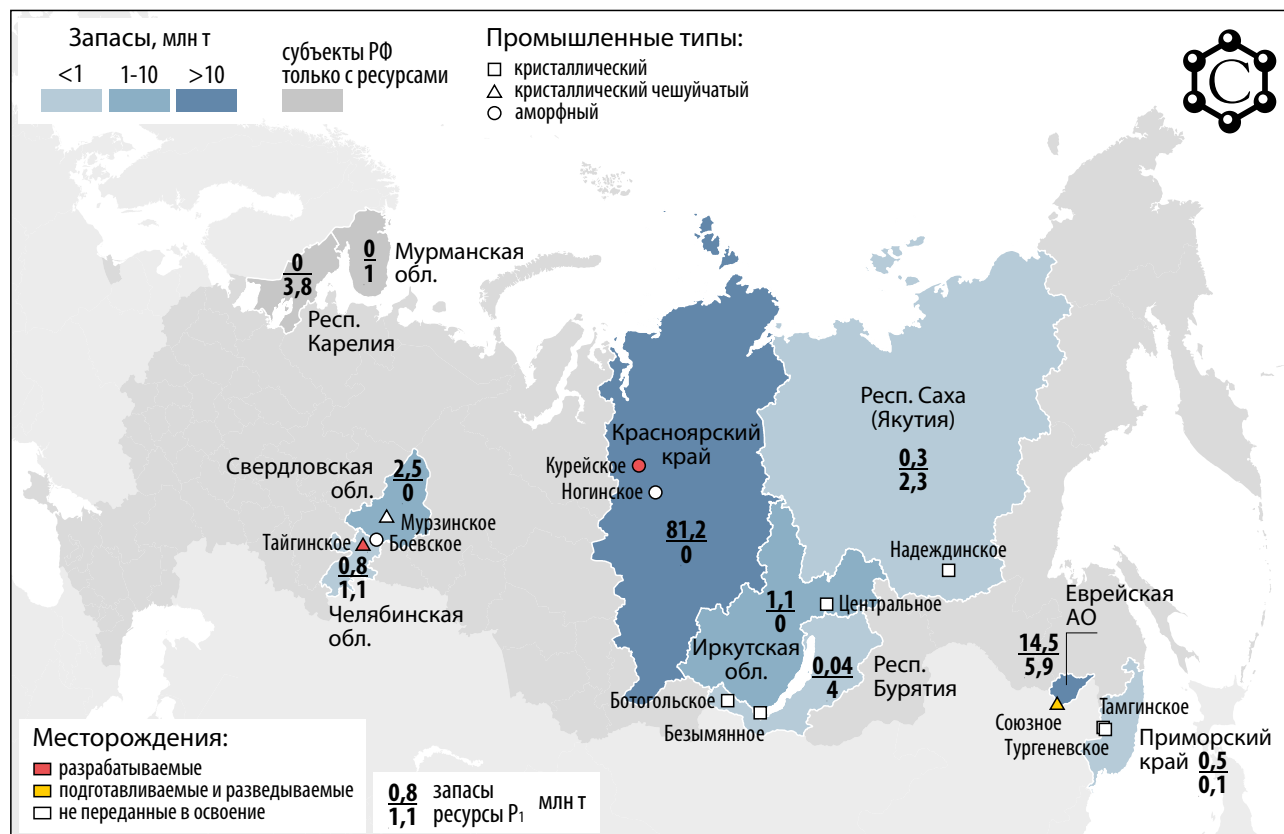 Запасы, млн т
<1
1-10
>10
субъекты РФ
только с ресурсами
Промышленные типы:
кристаллический
кристаллический чешуйчатый
аморфный
C
0
3,8
0
1
Мурманская
обл.
Респ.
Карелия
Респ. Саха
(Якутия)
0,3
2,3
Красноярский
край
Курейское
Ногинское
81,2
0
Свердловская
обл.
2,5
0
Мурзинское
Тайгинское
Боевское
0,8
1,1
Челябинская
обл.
Надеждинское
1,1
0
Центральное
Иркутская
обл.
0,04
4
Респ.
Бурятия
Ботогольское
Безымянное
Еврейская
АО
14,5
5,9
Союзное
Тамгинское
Тургеневское
Приморский
край
0,5
0,1
Месторождения:
разрабатываемые
подготавливаемые и разведываемые
не переданные в освоение
0,8
1,1
запасы
ресурсы Р₁
млн т